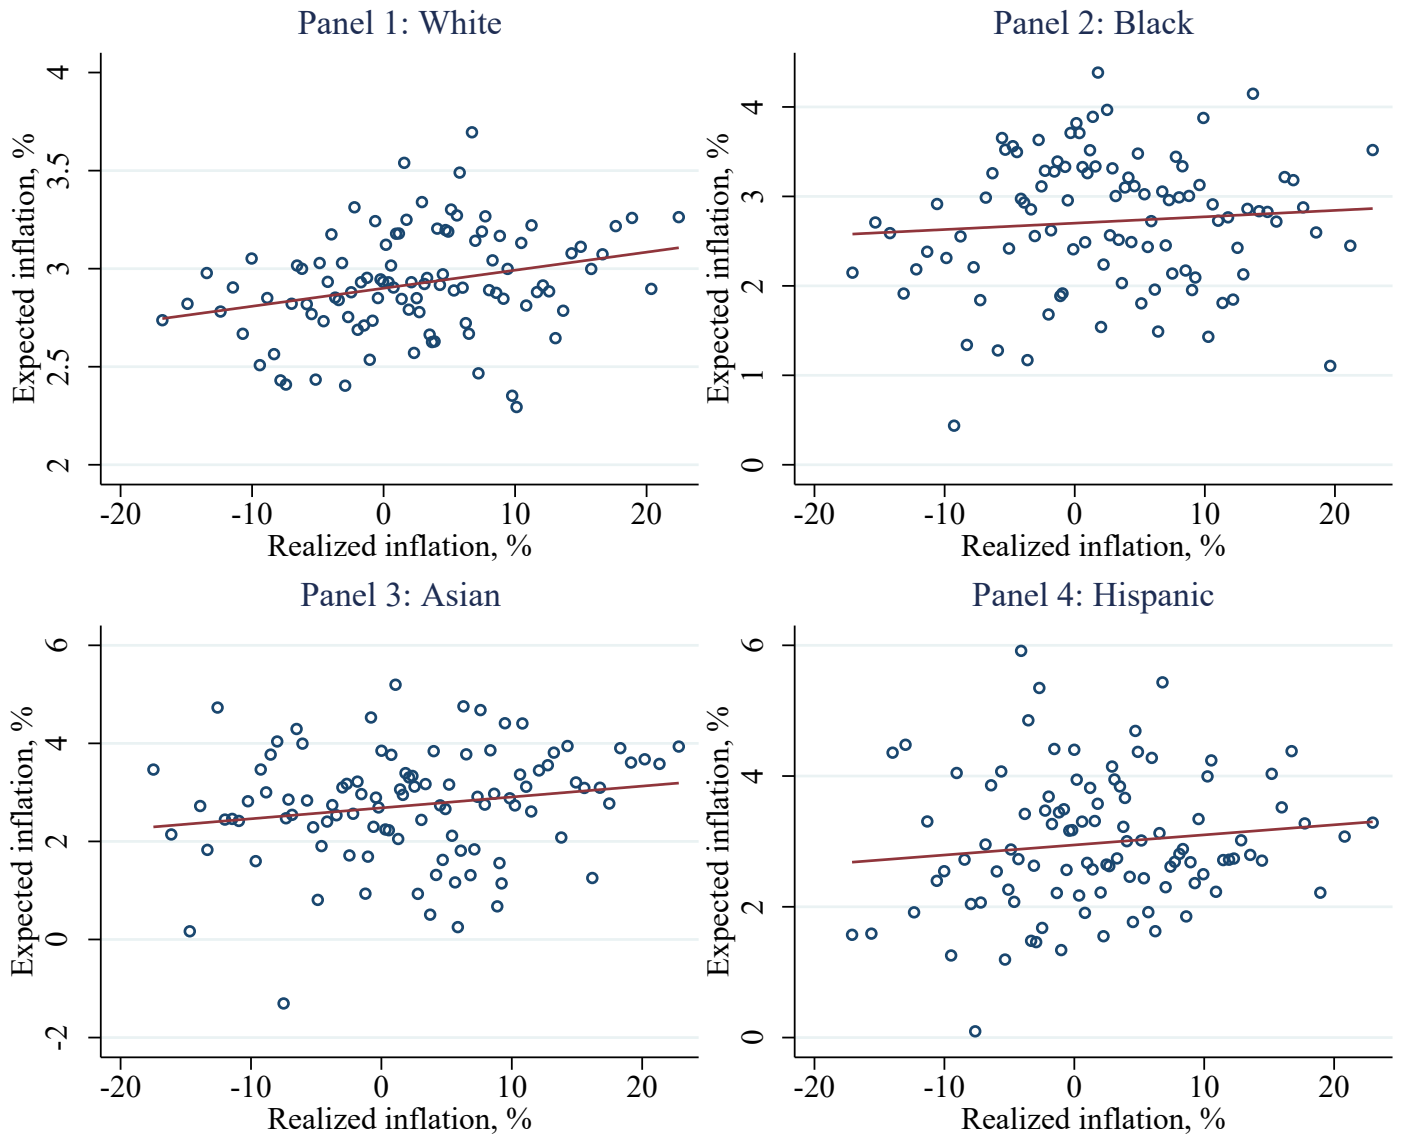 Panel 1: White
Expected inflation, %
4
3.5
3
2.5
2
-20 -10 0 10 20
Realized inflation, %
Panel 2: Black
Expected inflation, %
4
3
2
1
0
-20 -10 0 10 20
Realized inflation, %
Panel 3: Asian
Expected inflation, %
6
4
2
0
-2
-20 -10 0 10 20
Realized inflation, %
Panel 4: Hispanic
Expected inflation, %
6
4
2
0
-20 -10 0 10 20
Realized inflation, %